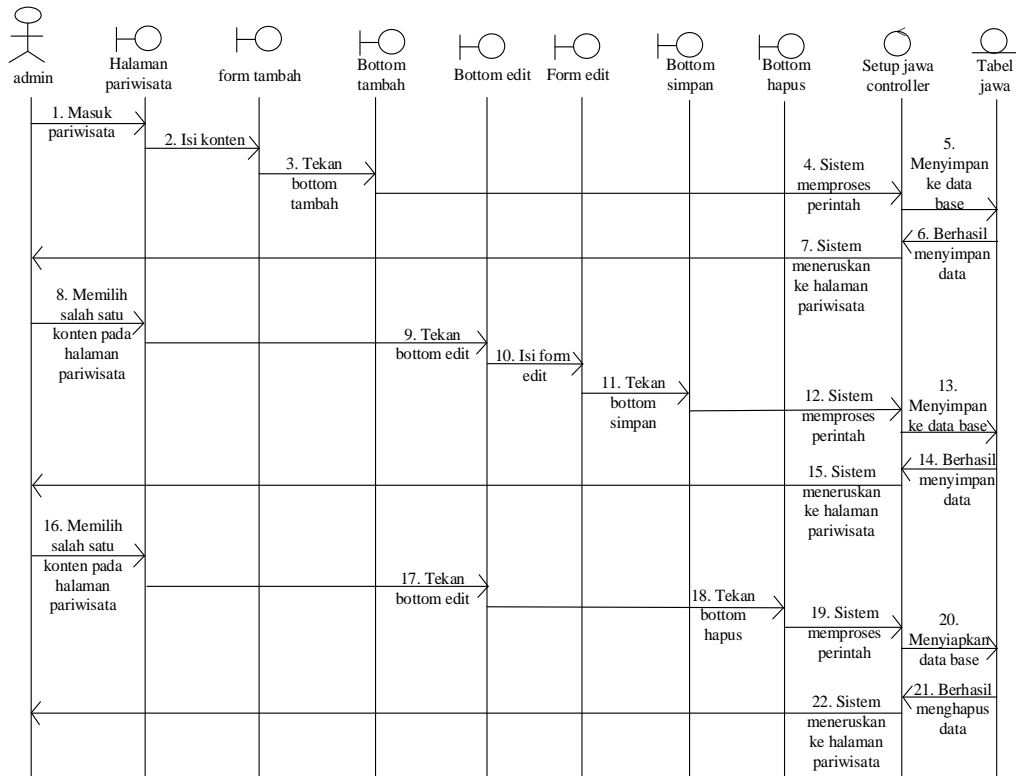 admin
Halaman
pariwisata
form tambah
Bottom
tambah
Bottom edit
Form edit
Bottom
simpan
Bottom
hapus
Setup jawa
controller
Tabel
jawa
1. Masuk
pariwisata
2. Isi konten
3. Tekan
bottom
tambah
4. Sistem
memproses
perintah
5.
Menyimpan
ke data
base
6. Berhasil
menyimpan
data
7. Sistem
meneruskan
ke halaman
pariwisata
8. Memilih
salah satu
konten pada
halaman
pariwisata
9. Tekan
bottom edit
10. Isi form
edit
11. Tekan
bottom
simpan
12. Sistem
memproses
perintah
13.
Menyimpan
ke data base
14. Berhasil
menyimpan
data
15. Sistem
meneruskan
ke halaman
pariwisata
16. Memilih
salah satu
konten pada
halaman
pariwisata
17. Tekan
bottom edit
18. Tekan
bottom
hapus
19. Sistem
memproses
perintah
20.
Menyiapkan
data base
21. Berhasil
menghapus
data
22. Sistem
meneruskan
ke halaman
pariwisata